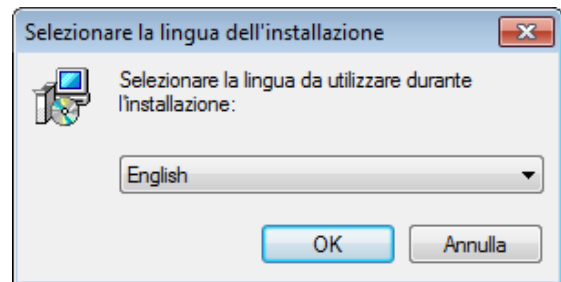 Selezionare la lingua dell'installazione
Selezionare la lingua da utilizzare durante
l'installazione:
English
OK
Annulla